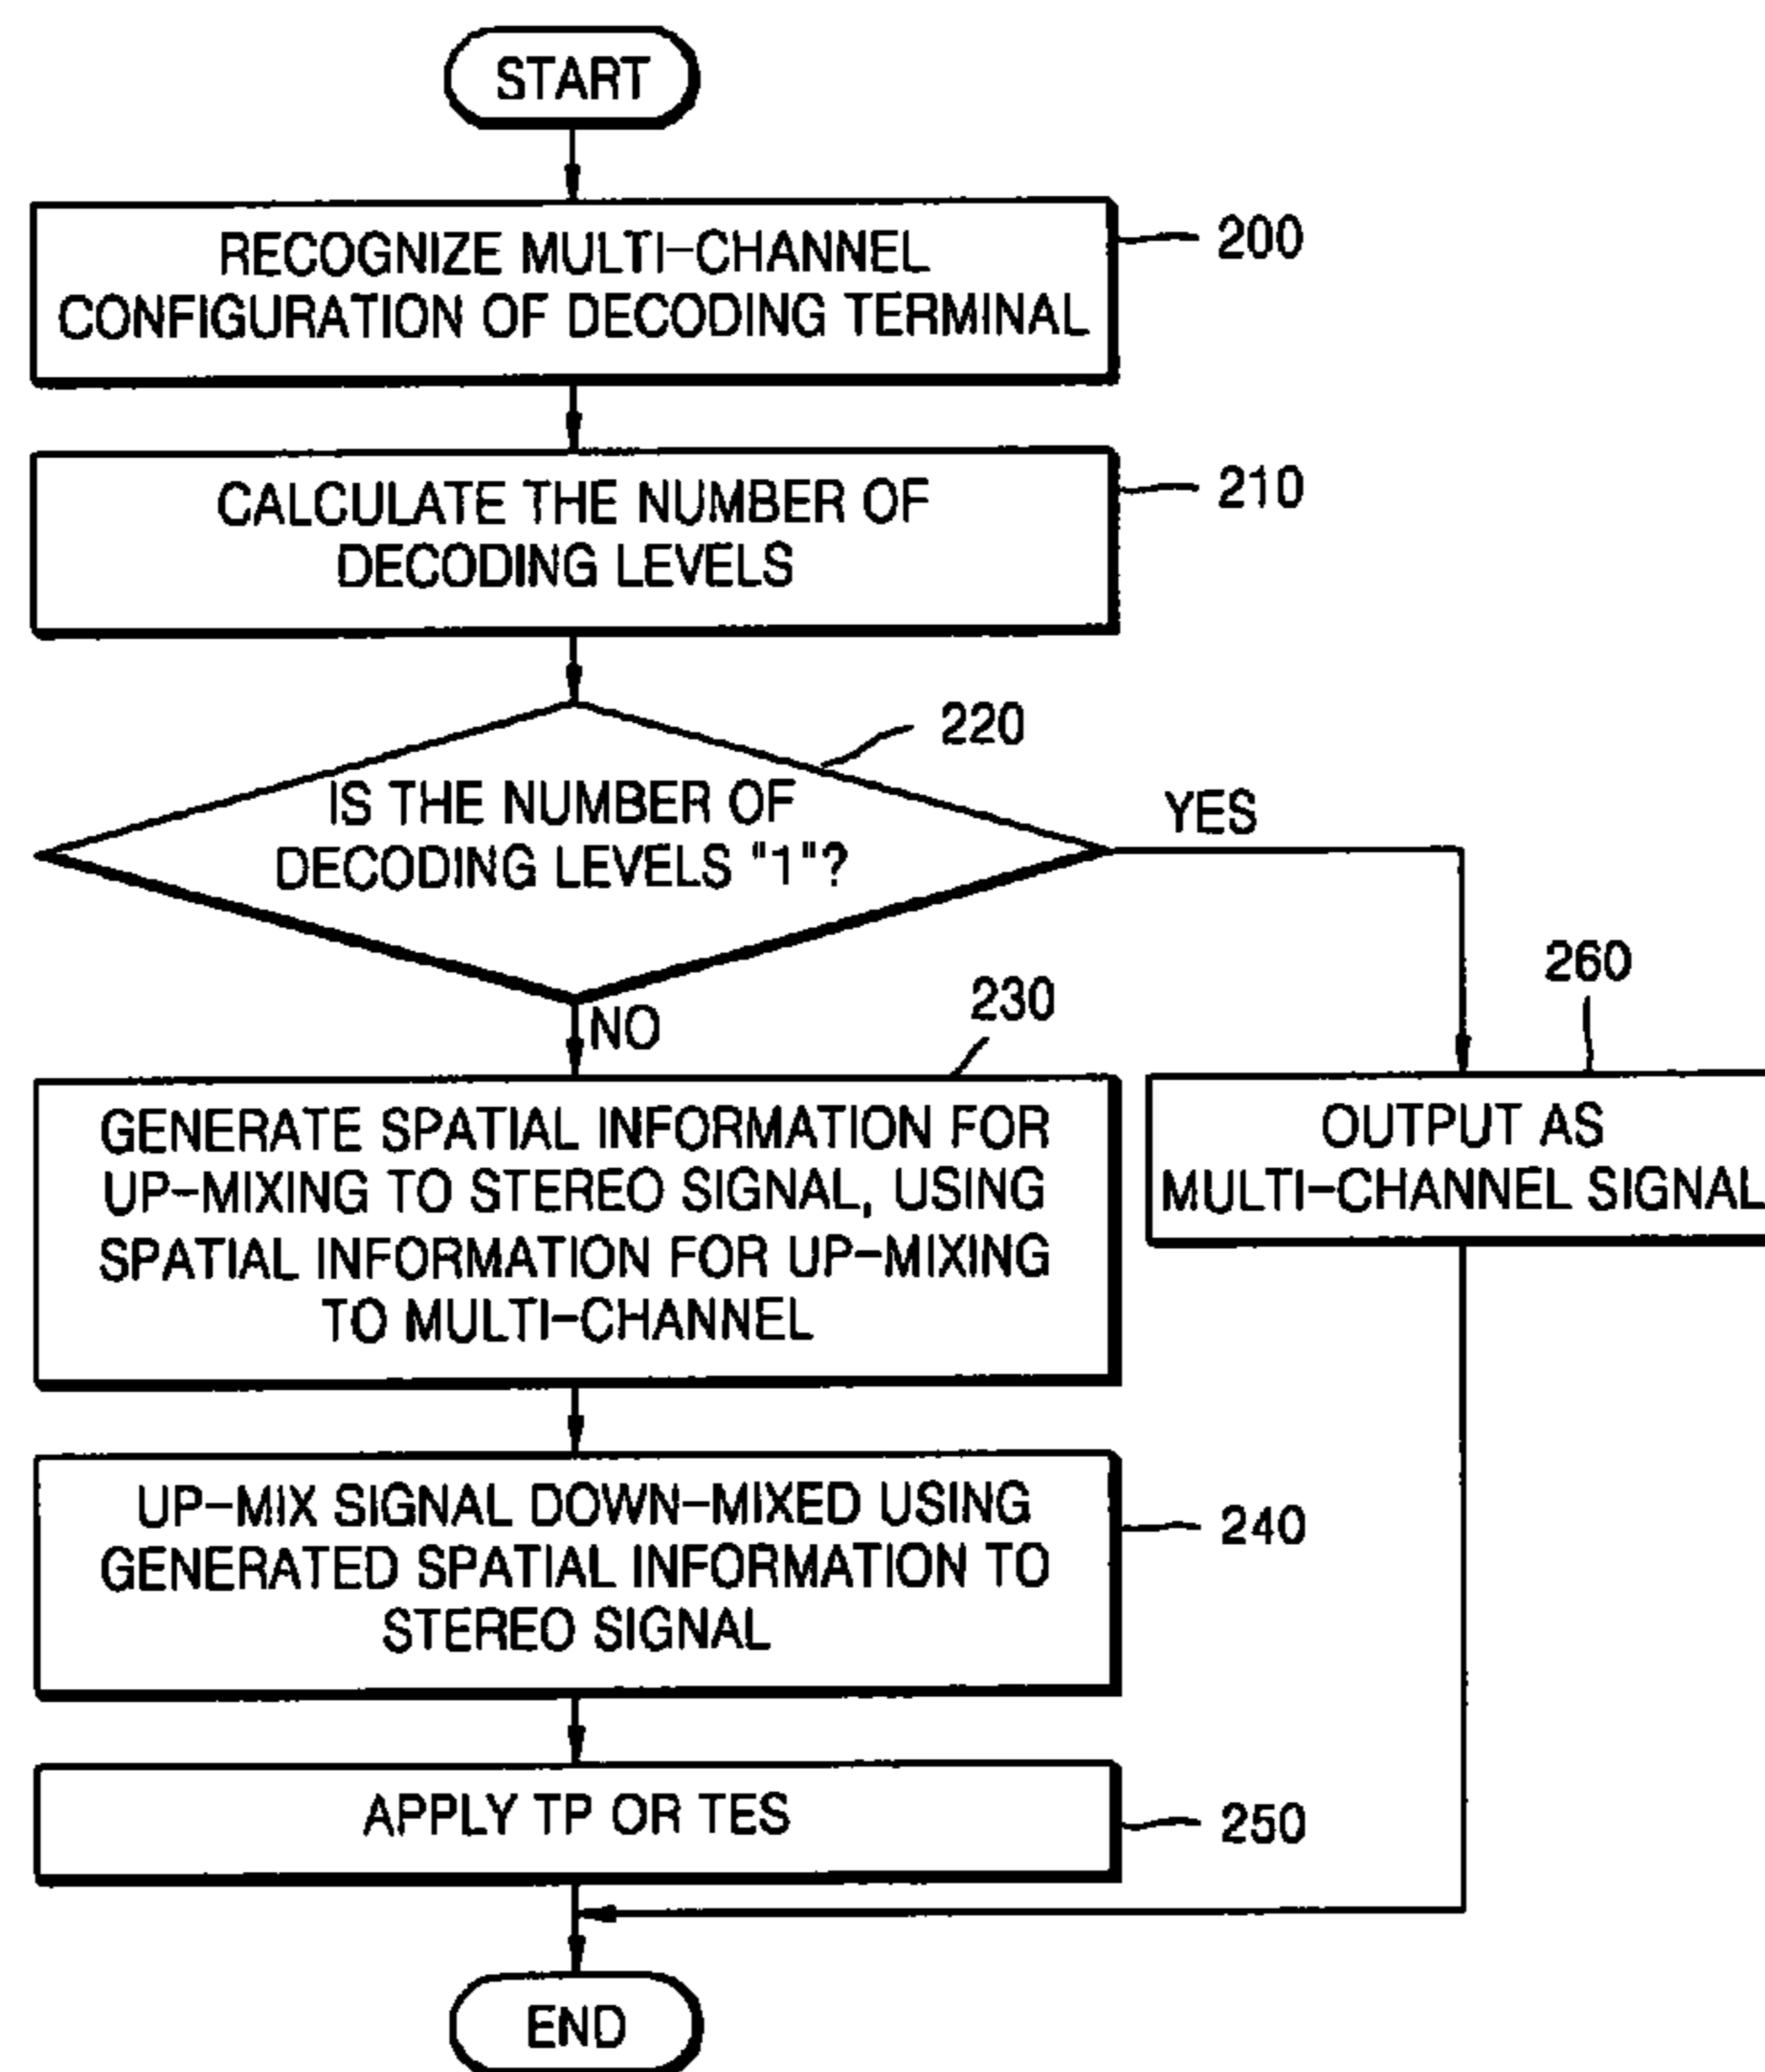 START
RECOGNIZE MULTI-CHANNEL
CONFIGURATION OF DECODING TERMINAL
200
CALCULATE THE NUMBER OF
DECODING LEVELS
210
220
IS THE NUMBER OF
DECODING LEVELS "1"?
YES
NO
230
260
GENERATE SPATIAL INFORMATION FOR
UP-MIXING TO STEREO SIGNAL, USING
SPATIAL INFORMATION FOR UP-MIXING
TO MULTI-CHANNEL
OUTPUT AS
MULTI-CHANNEL SIGNAL
UP-MIX SIGNAL DOWN-MIXED USING
GENERATED SPATIAL INFORMATION TO
STEREO SIGNAL
240
APPLY TP OR TES
250
END